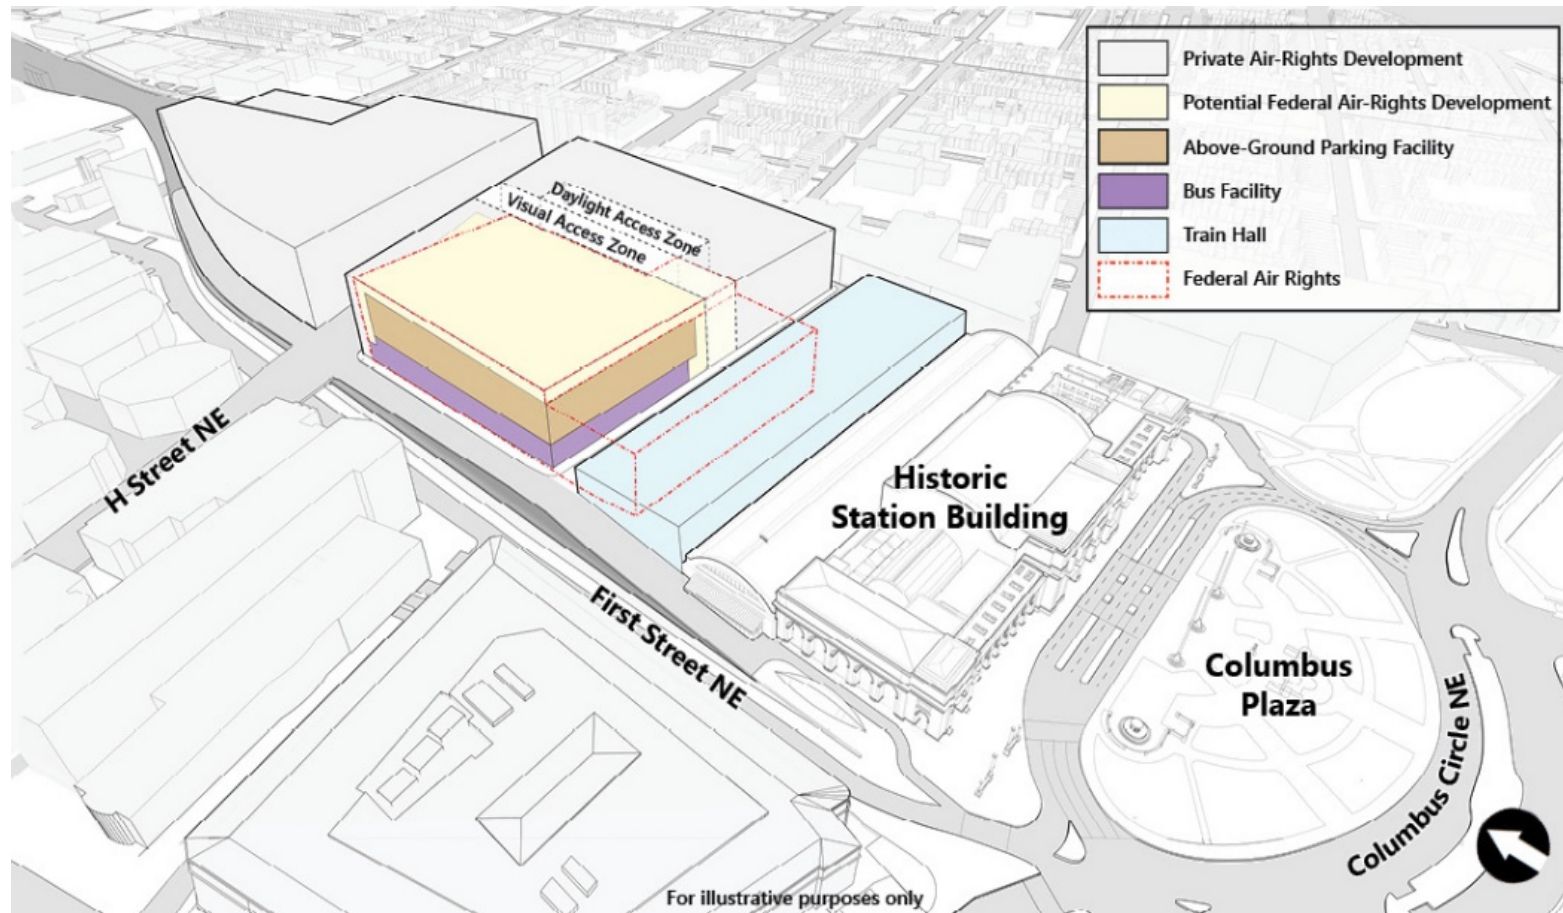 Private Air-Rights Development
Potential Federal Air-Rights Development
Above-Ground Parking Facility
Bus Facility
Train Hall
Federal Air Rights
Daylight Access Zone
Visual Access Zone
H Street NE
Historic
Station Building
First Street NE
Columbus
Plaza
Columbus Circle NE
For illustrative purposes only